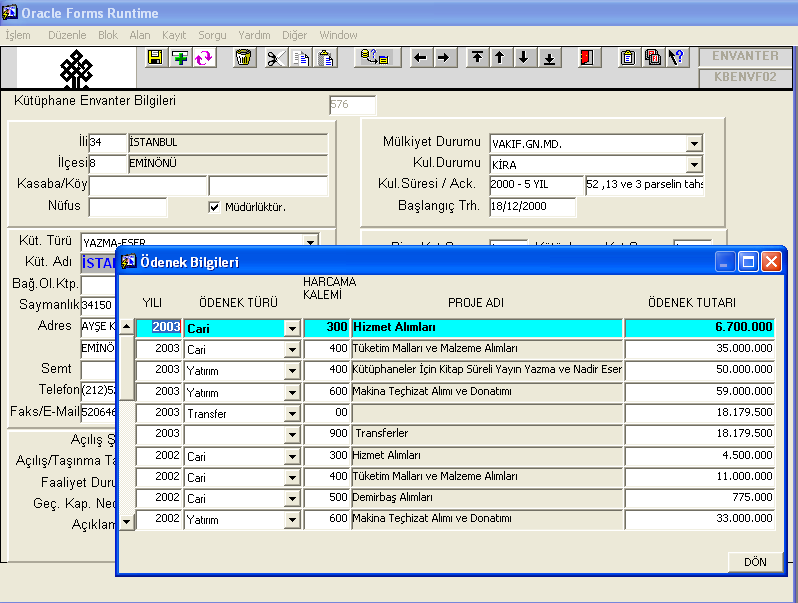 Oracle Forms Runtime
İşlem Düzenle Blok Alan Kayıt Sorgu Yardım Diğer Window
ENVANTER
KBENVF02
Kütüphane Envanter Bilgileri 576
İli 34 İSTANBUL
İlçesi 8 EMİNÖNÜ
Kasaba/Köy
Nüfus Müdürlüktür.
Mülkiyet Durumu VAKIF.GN.MD.
Kul.Durumu KİRA
Kul.Süresi / Ack. 2000 - 5 YIL 52 ,13 ve 3 parselin tahs
Başlangıç Trh. 18/12/2000
Küt. Türü YAZMA-ESER
Küt. Adı İSTA
Bağ.Ol.Ktp.
Saymanlık 34150
Adres AYŞE K
EMİNÖ
Semt
Telefon (212)52
Faks/E-Mail 520646
Açılış Ş
Açılış/Taşınma Ta
Faaliyet Duru
Geç. Kap. Ned
Açıklam
Ödenek Bilgileri
YILI ÖDENEK TÜRÜ HARCAMA KALEMİ PROJE ADI ÖDENEK TUTARI
2003 Cari 300 Hizmet Alımları 6.700.000
2003 Cari 400 Tüketim Malları ve Malzeme Alımları 35.000.000
2003 Yatırım 400 Kütüphaneler İçin Kitap Süreli Yayın Yazma ve Nadir Eser 50.000.000
2003 Yatırım 600 Makina Teçhizat Alımı ve Donatımı 59.000.000
2003 Transfer 00 18.179.500
2003 900 Transferler 18.179.500
2002 Cari 300 Hizmet Alımları 4.500.000
2002 Cari 400 Tüketim Malları ve Malzeme Alımları 11.000.000
2002 Cari 500 Demirbaş Alımları 775.000
2002 Yatırım 600 Makina Teçhizat Alımı ve Donatımı 33.000.000
DÖN